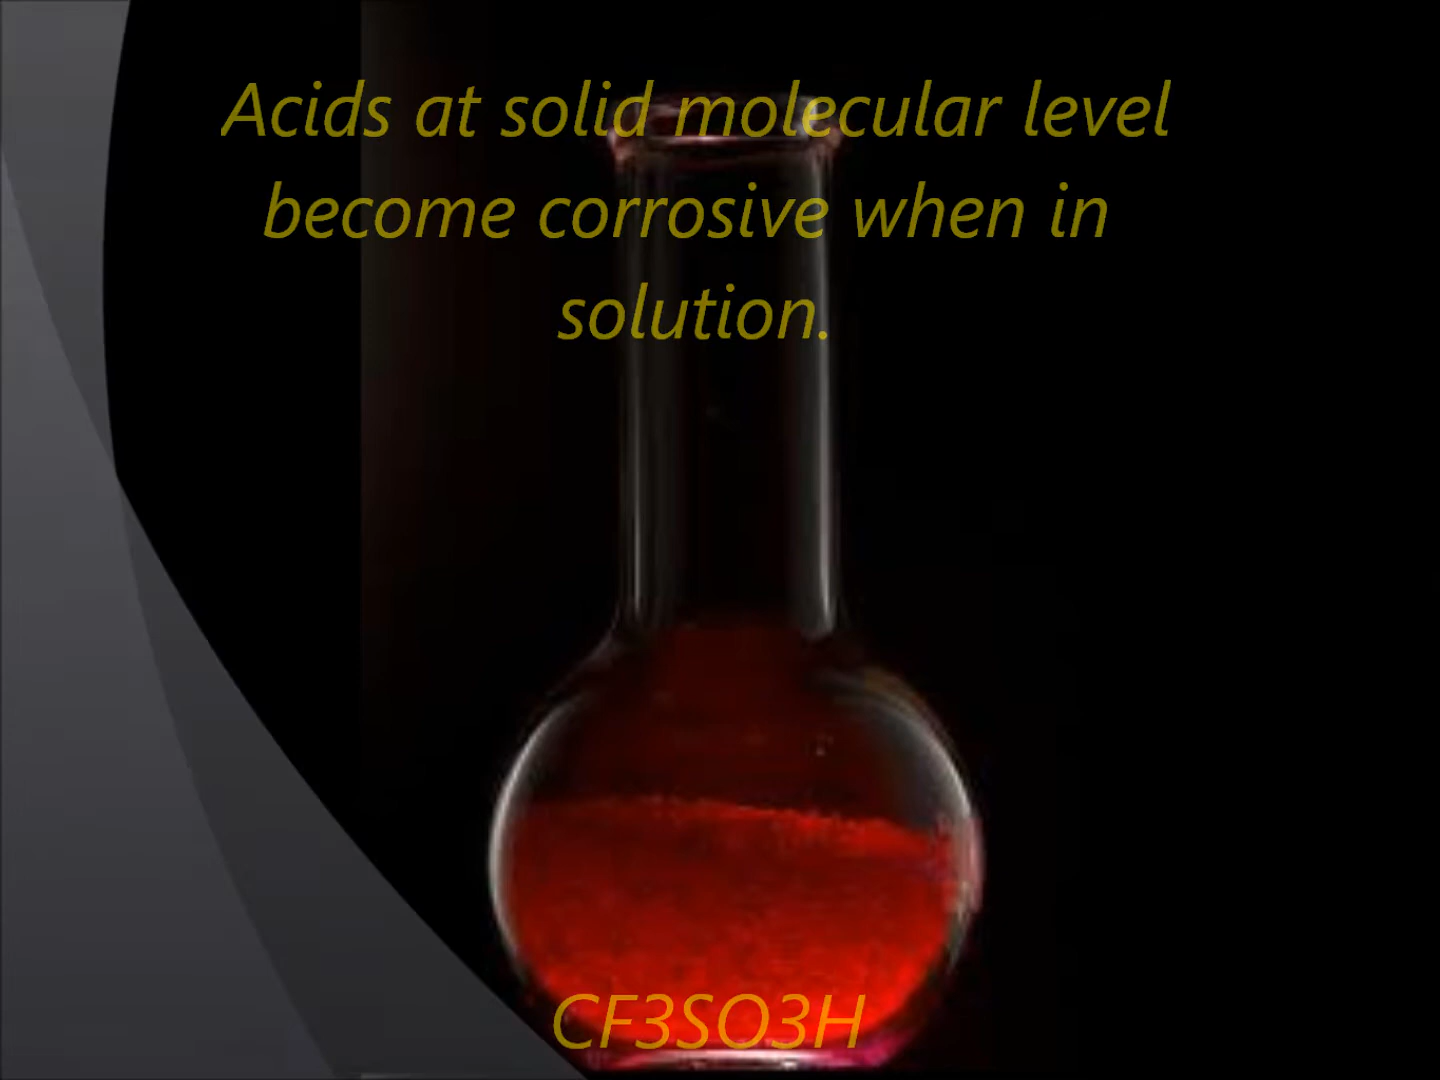 Acids at solid molecular level
become corrosive when in
solution.
CF3SO3H